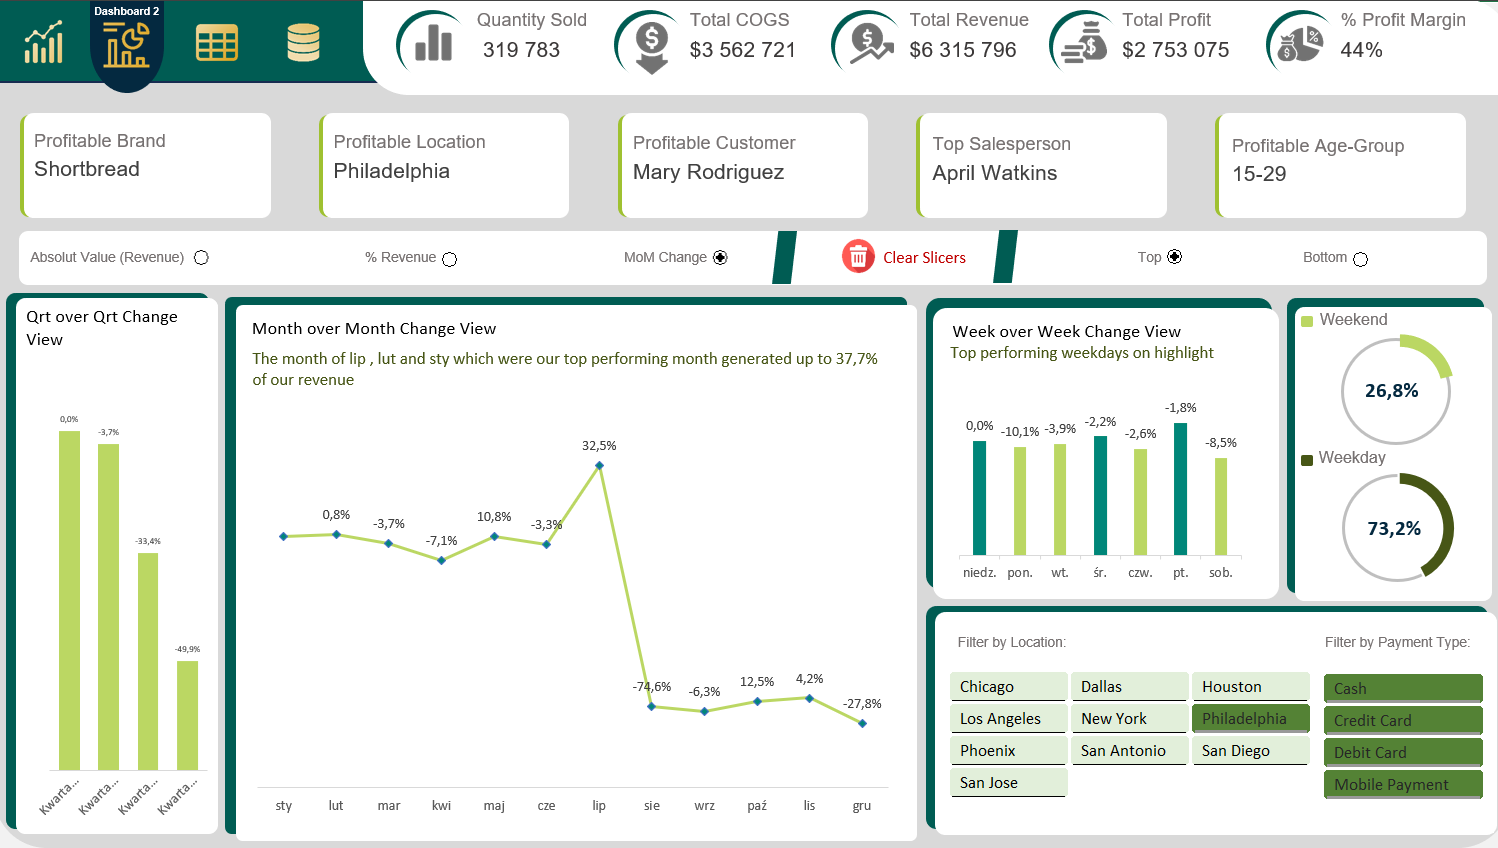 Dashboard 2
Quantity Sold
319 783
Total COGS
$3 562 721
Total Revenue
$6 315 796
Total Profit
$2 753 075
% Profit Margin
44%
Profitable Brand
Shortbread
Profitable Location
Philadelphia
Profitable Customer
Mary Rodriguez
Top Salesperson
April Watkins
Profitable Age-Group
15-29
Absolut Value (Revenue)
% Revenue
MoM Change
Clear Slicers
Top
Bottom
Qrt over Qrt Change
View
0,0%
-3,7%
-33,4%
-49,9%
Kwarta...
Kwarta...
Kwarta...
Kwarta...
Month over Month Change View
The month of lip , lut and sty which were our top performing month generated up to 37,7%
of our revenue
0,8%
-3,7%
-7,1%
10,8%
-3,3%
32,5%
-74,6%
-6,3%
12,5%
4,2%
-27,8%
sty
lut
mar
kwi
maj
cze
lip
sie
wrz
paź
lis
gru
Week over Week Change View
Top performing weekdays on highlight
0,0%
-10,1%
-3,9%
-2,2%
-2,6%
-1,8%
-8,5%
niedz.
pon.
wt.
śr.
czw.
pt.
sob.
Weekend
26,8%
Weekday
73,2%
Filter by Location:
Chicago
Dallas
Houston
Los Angeles
New York
Philadelphia
Phoenix
San Antonio
San Diego
San Jose
Filter by Payment Type:
Cash
Credit Card
Debit Card
Mobile Payment